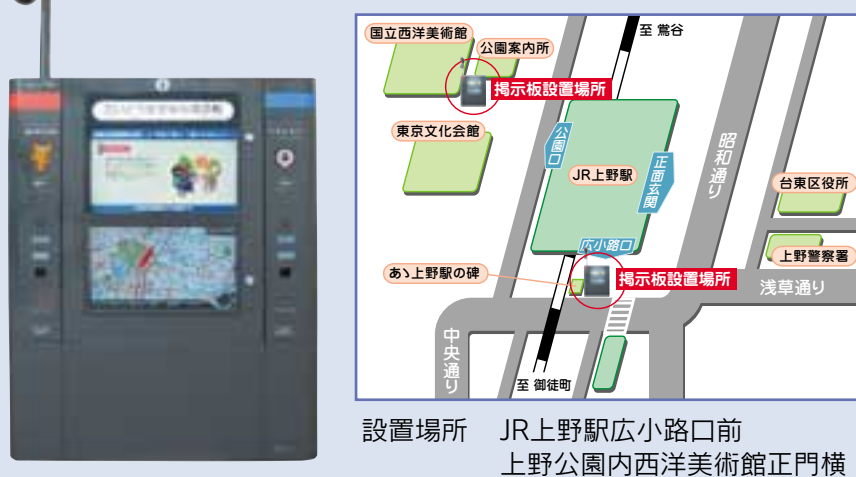 国立西洋美術館
公園案内所
至 鶯谷
掲示板設置場所
東京文化会館
公園口
JR上野駅
正面玄関
昭和通り
台東区役所
上野警察署
広小路口
あゝ上野駅の碑
掲示板設置場所
浅草通り
中央通り
至 御徒町
設置場所 JR上野駅広小路口前
上野公園内西洋美術館正門横